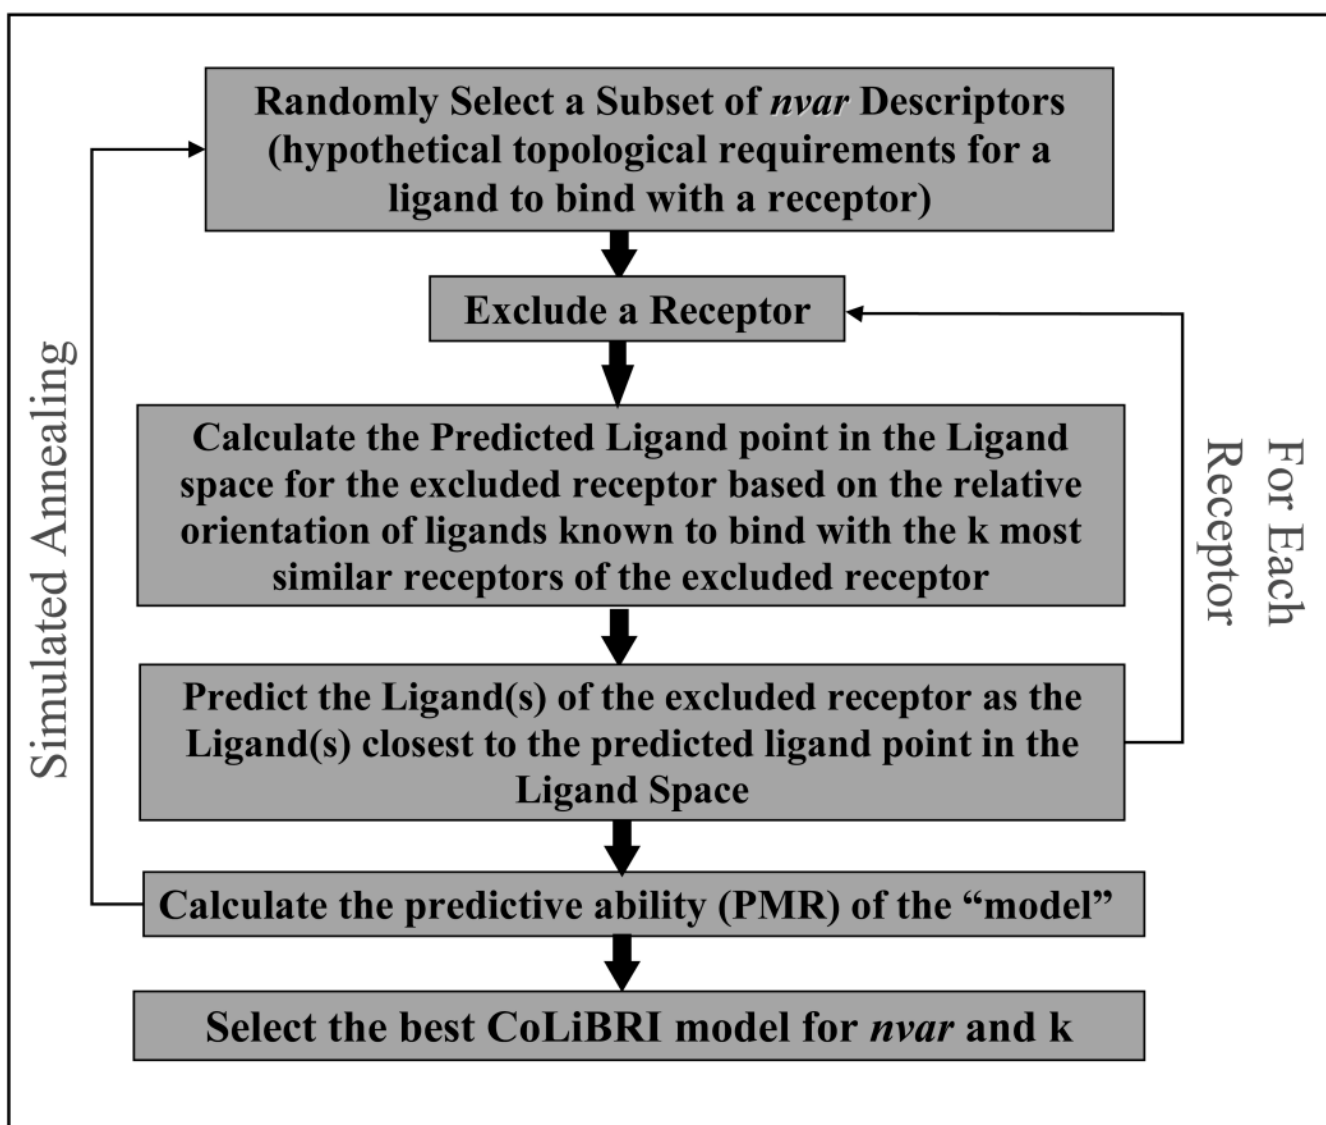 Randomly Select a Subset of nvar Descriptors
(hypothetical topological requirements for a
ligand to bind with a receptor)
Exclude a Receptor
Calculate the Predicted Ligand point in the Ligand
space for the excluded receptor based on the relative
orientation of ligands known to bind with the k most
similar receptors of the excluded receptor
Predict the Ligand(s) of the excluded receptor as the
Ligand(s) closest to the predicted ligand point in the
Ligand Space
Calculate the predictive ability (PMR) of the “model”
Select the best CoLiBRI model for nvar and k
Simulated Annealing
For Each
Receptor